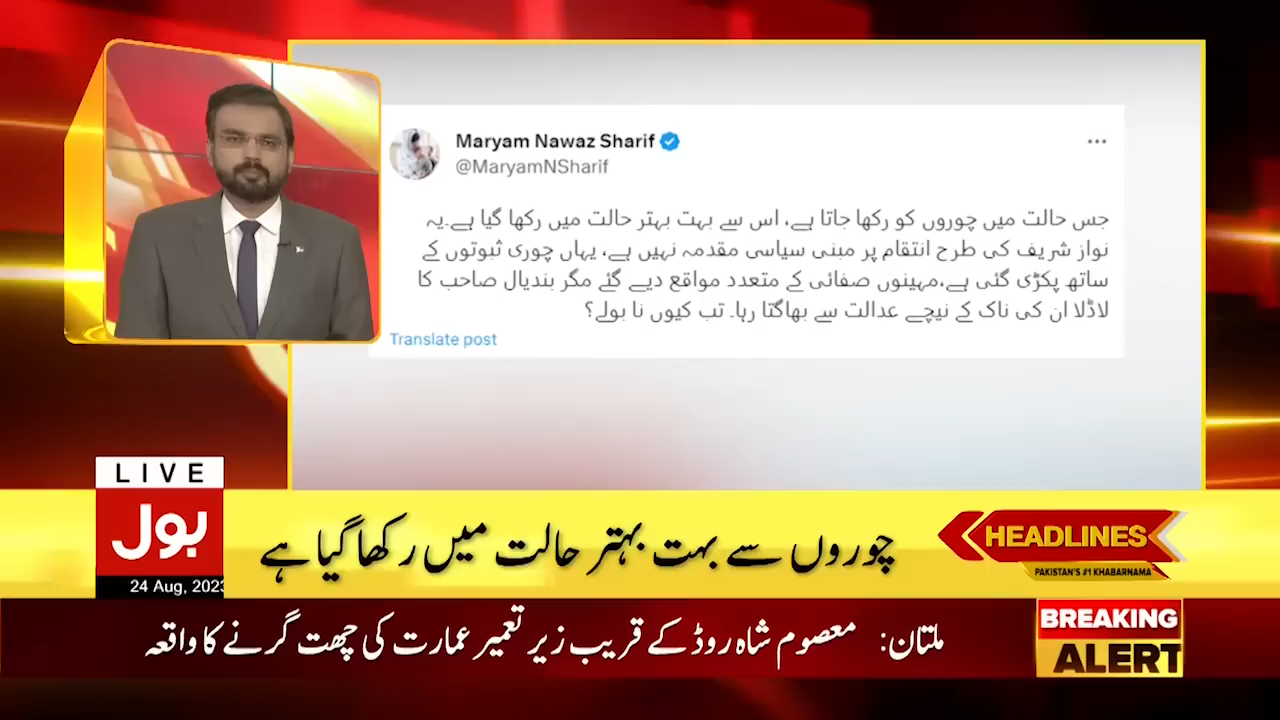 Maryam Nawaz Sharif
@MaryamNSharif
جس حالت میں چوروں کو رکھا جاتا ہے، اس سے بہت بہتر حالت میں رکھا گیا ہے۔یہ
نواز شریف کی طرح انتقام پر مبنی سیاسی مقدمہ نہیں ہے، یہاں چوری ثبوتوں کے
ساتھ پکڑی گئی ہے،مہینوں صفائی کے متعدد مواقع دیے گئے مگر بندیال صاحب کا
لاڈلا ان کی ناک کے نیچے عدالت سے بھاگتا رہا۔ تب کیوں نا بولے؟
Translate post
LIVE
بول
24 Aug, 2023
چوروں سے بہت بہتر حالت میں رکھا گیا ہے
HEADLINES
PAKISTAN'S #1 KHABARNAMA
ملتان: معصوم شاہ روڈ کے قریب زیر تعمیر عمارت کی چھت گرنے کا واقعہ
BREAKING
ALERT